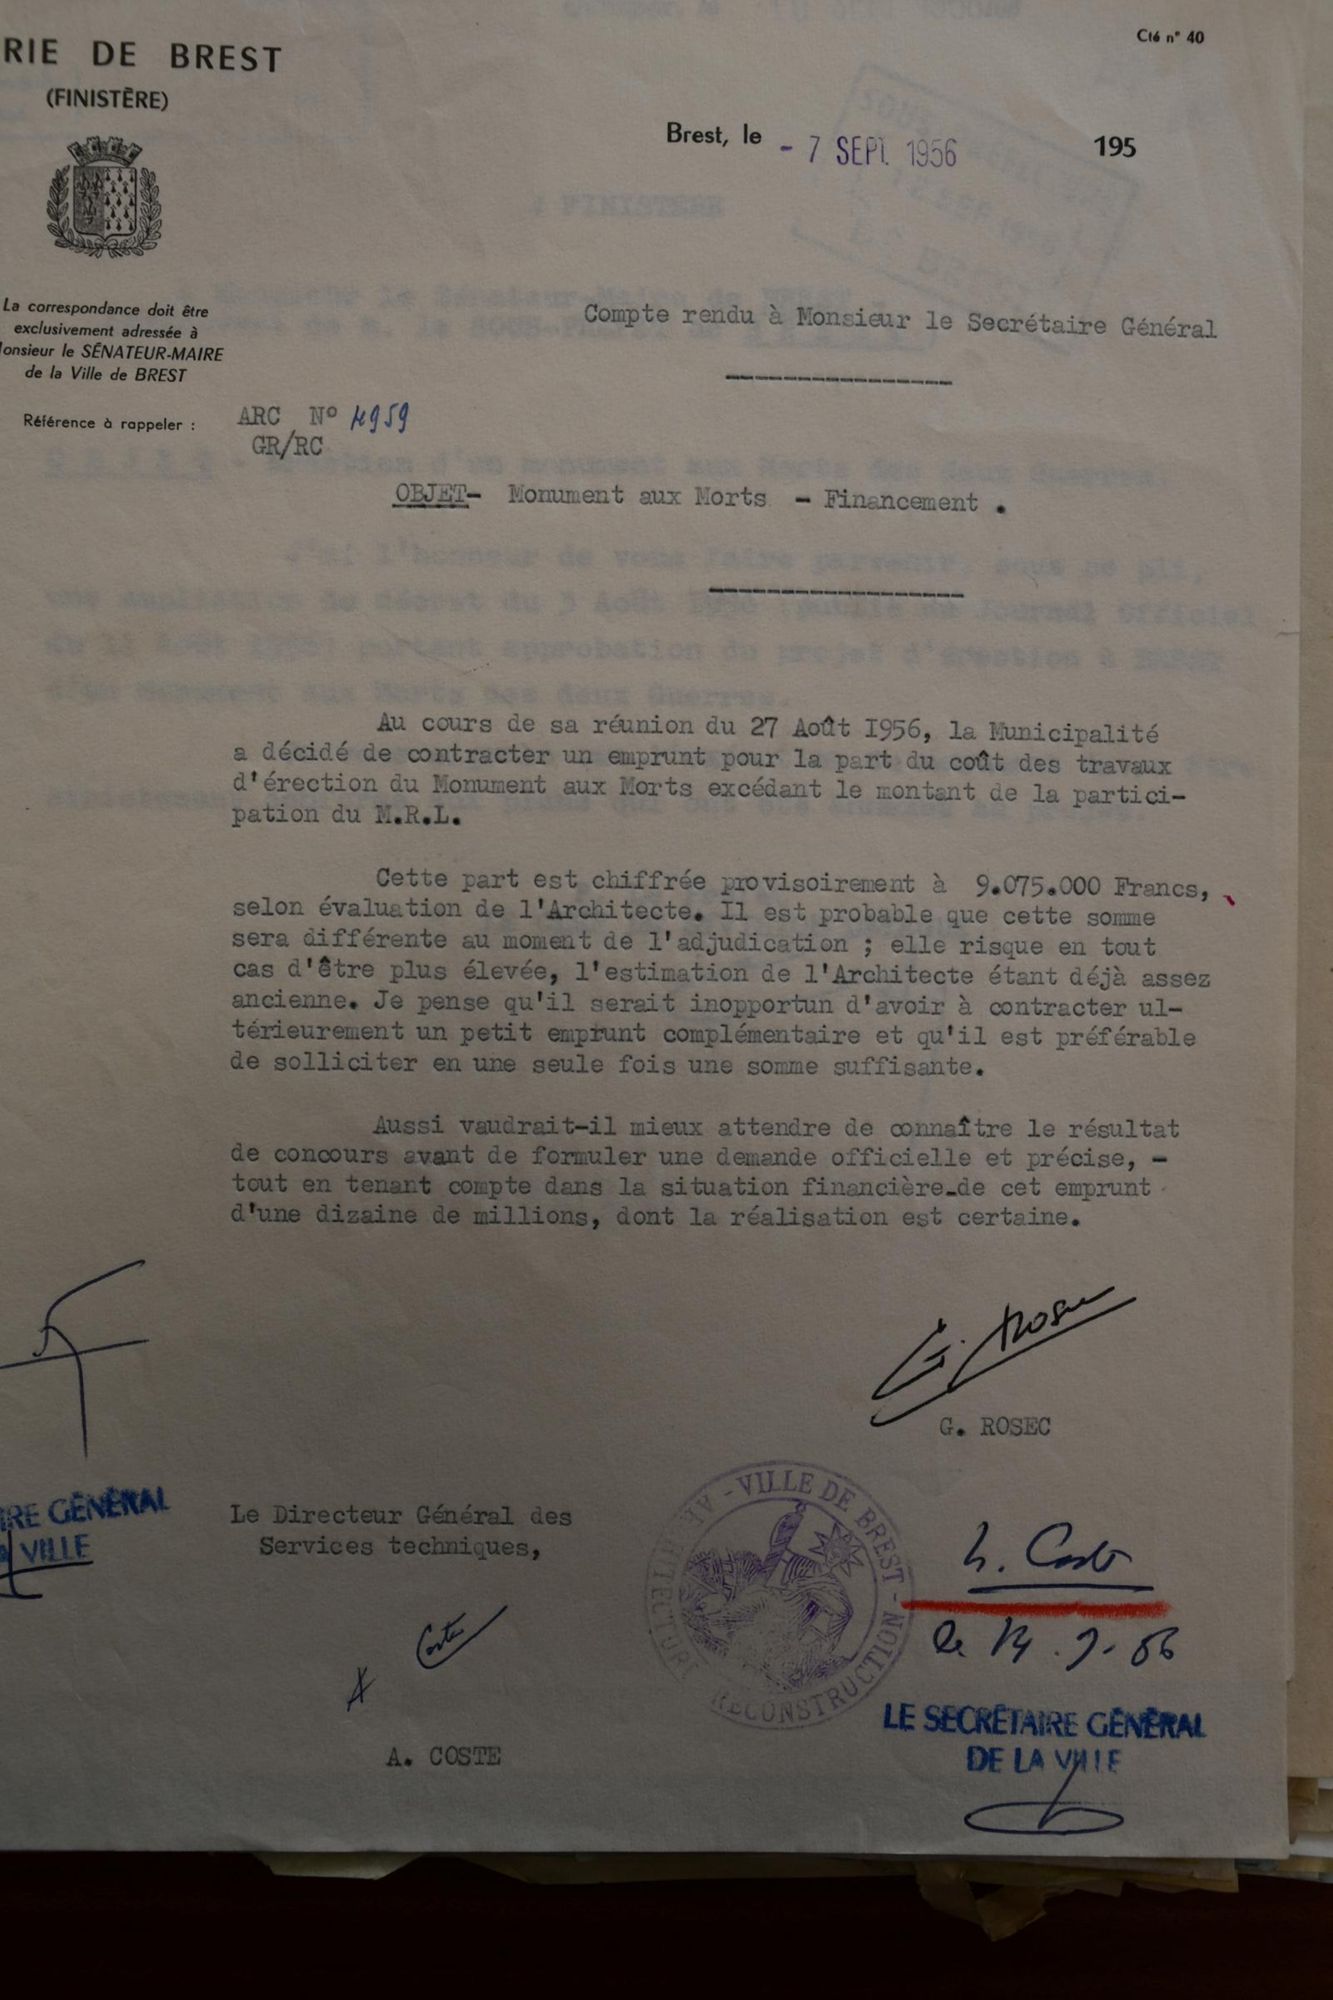 Cté n° 40
RIE DE BREST
(FINISTÈRE)
Brest, le - 7 SEPT. 1956 195
La correspondance doit être
exclusivement adressée à
onsieur le SÉNATEUR-MAIRE
de la Ville de BREST
Compte rendu à Monsieur le Secrétaire Général
Référence à rappeler : ARC N° 4959
GR/RC
OBJET- Monument aux Morts - Financement .
Au cours de sa réunion du 27 Août I956, la Municipalité
a décidé de contracter un emprunt pour la part du coût des travaux
d'érection du Monument aux Morts excédant le montant de la partici-
pation du M.R.L.
Cette part est chiffrée provisoirement à 9.075.000 Francs,
selon évaluation de l'Architecte. Il est probable que cette somme
sera différente au moment de l'adjudication ; elle risque en tout
cas d'être plus élevée, l'estimation de l'Architecte étant déjà assez
ancienne. Je pense qu'il serait inopportun d'avoir à contracter ul-
térieurement un petit emprunt complémentaire et qu'il est préférable
de solliciter en une seule fois une somme suffisante.
Aussi vaudrait-il mieux attendre de connaître le résultat
de concours avant de formuler une demande officielle et précise, -
tout en tenant compte dans la situation financière-de cet emprunt
d'une dizaine de millions, dont la réalisation est certaine.
G. Rosec
G. ROSEC
IRE GÉNÉRAL
VILLE
Le Directeur Général des
Services techniques,
Coste
A. COSTE
VILLE DE BREST - RECONSTRUCTION - ARCHITECTURE
Coste
LE SECRÉTAIRE GÉNÉRAL
DE LA VILLE